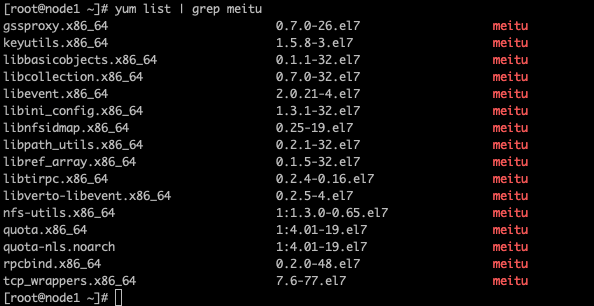 [root@node1 ~]# yum list | grep meitu
gssproxy.x86_64 0.7.0-26.el7 meitu
keyutils.x86_64 1.5.8-3.el7 meitu
libbasicobjects.x86_64 0.1.1-32.el7 meitu
libcollection.x86_64 0.7.0-32.el7 meitu
libevent.x86_64 2.0.21-4.el7 meitu
libini_config.x86_64 1.3.1-32.el7 meitu
libnfsidmap.x86_64 0.25-19.el7 meitu
libpath_utils.x86_64 0.2.1-32.el7 meitu
libref_array.x86_64 0.1.5-32.el7 meitu
libtirpc.x86_64 0.2.4-0.16.el7 meitu
libverto-libevent.x86_64 0.2.5-4.el7 meitu
nfs-utils.x86_64 1:1.3.0-0.65.el7 meitu
quota.x86_64 1:4.01-19.el7 meitu
quota-nls.noarch 1:4.01-19.el7 meitu
rpcbind.x86_64 0.2.0-48.el7 meitu
tcp_wrappers.x86_64 7.6-77.el7 meitu
[root@node1 ~]#